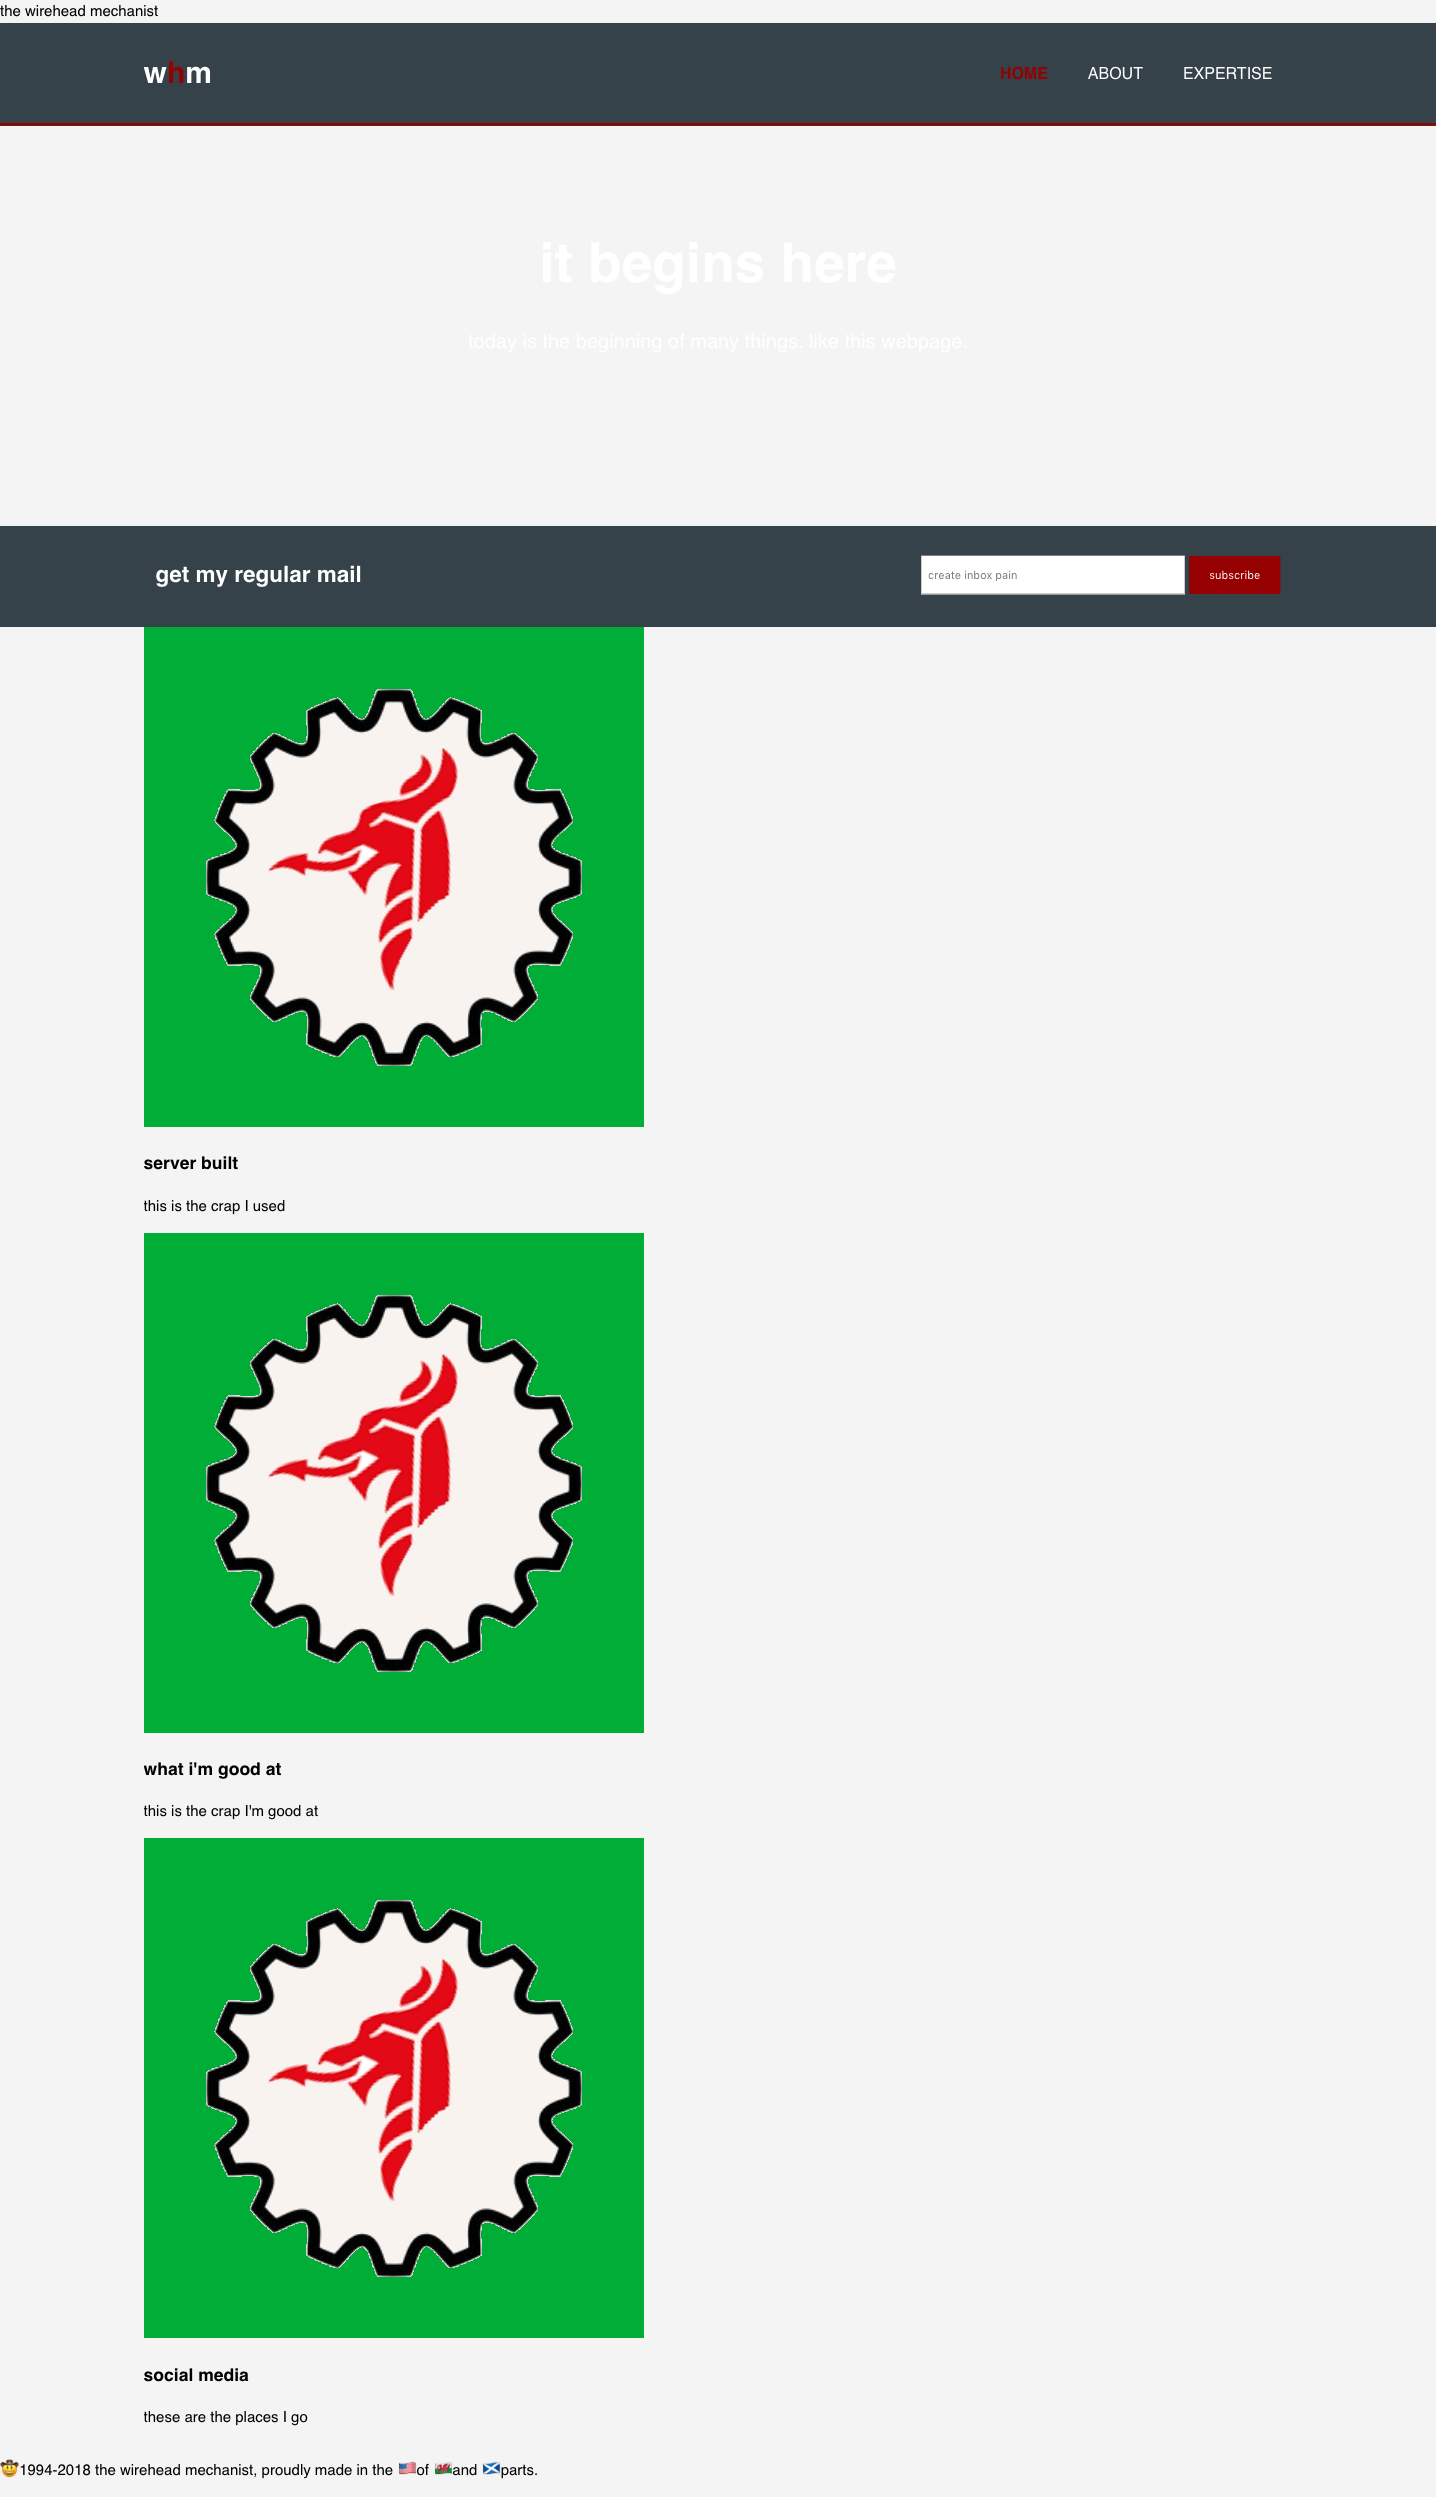 the wirehead mechanist
whm
HOME ABOUT EXPERTISE
it begins here
today is the beginning of many things. like this webpage.
get my regular mail
create inbox pain
subscribe
server built
this is the crap I used
what i'm good at
this is the crap I'm good at
social media
these are the places I go
🤠1994-2018 the wirehead mechanist, proudly made in the 🇺🇸of 🏴󠁧󠁢󠁷󠁬󠁳󠁿and 🏴󠁧󠁢󠁳󠁣󠁴󠁿parts.